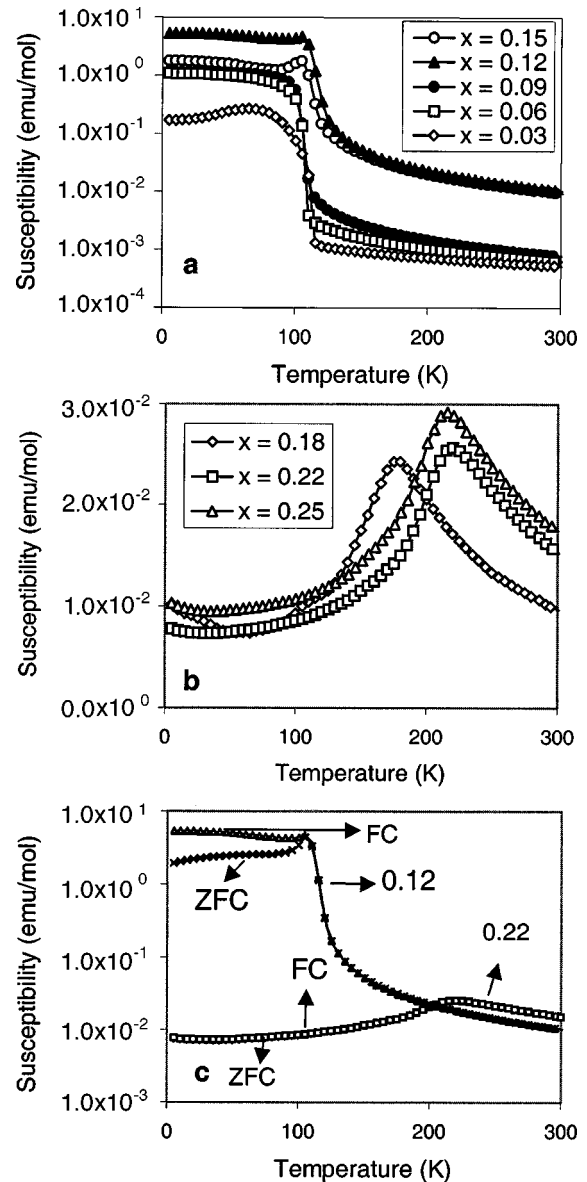 1.0x10 1
1.0x10 0
1.0x10 -1
1.0x10 -2
1.0x10 -3
1.0x10 -4
Susceptibiltiy (emu/mol)
x = 0.15
x = 0.12
x = 0.09
x = 0.06
x = 0.03
a
0 100 200 300
Temperature (K)
3.0x10 -2
2.0x10 -2
1.0x10 -2
0.0x10 0
Susceptibility (emu/mol)
x = 0.18
x = 0.22
x = 0.25
b
0 100 200 300
Temperature (K)
1.0x10 1
1.0x10 0
1.0x10 -1
1.0x10 -2
1.0x10 -3
Susceptibility (emu/mol)
FC
ZFC
0.12
FC
0.22
ZFC
c
0 100 200 300
Temperature (K)